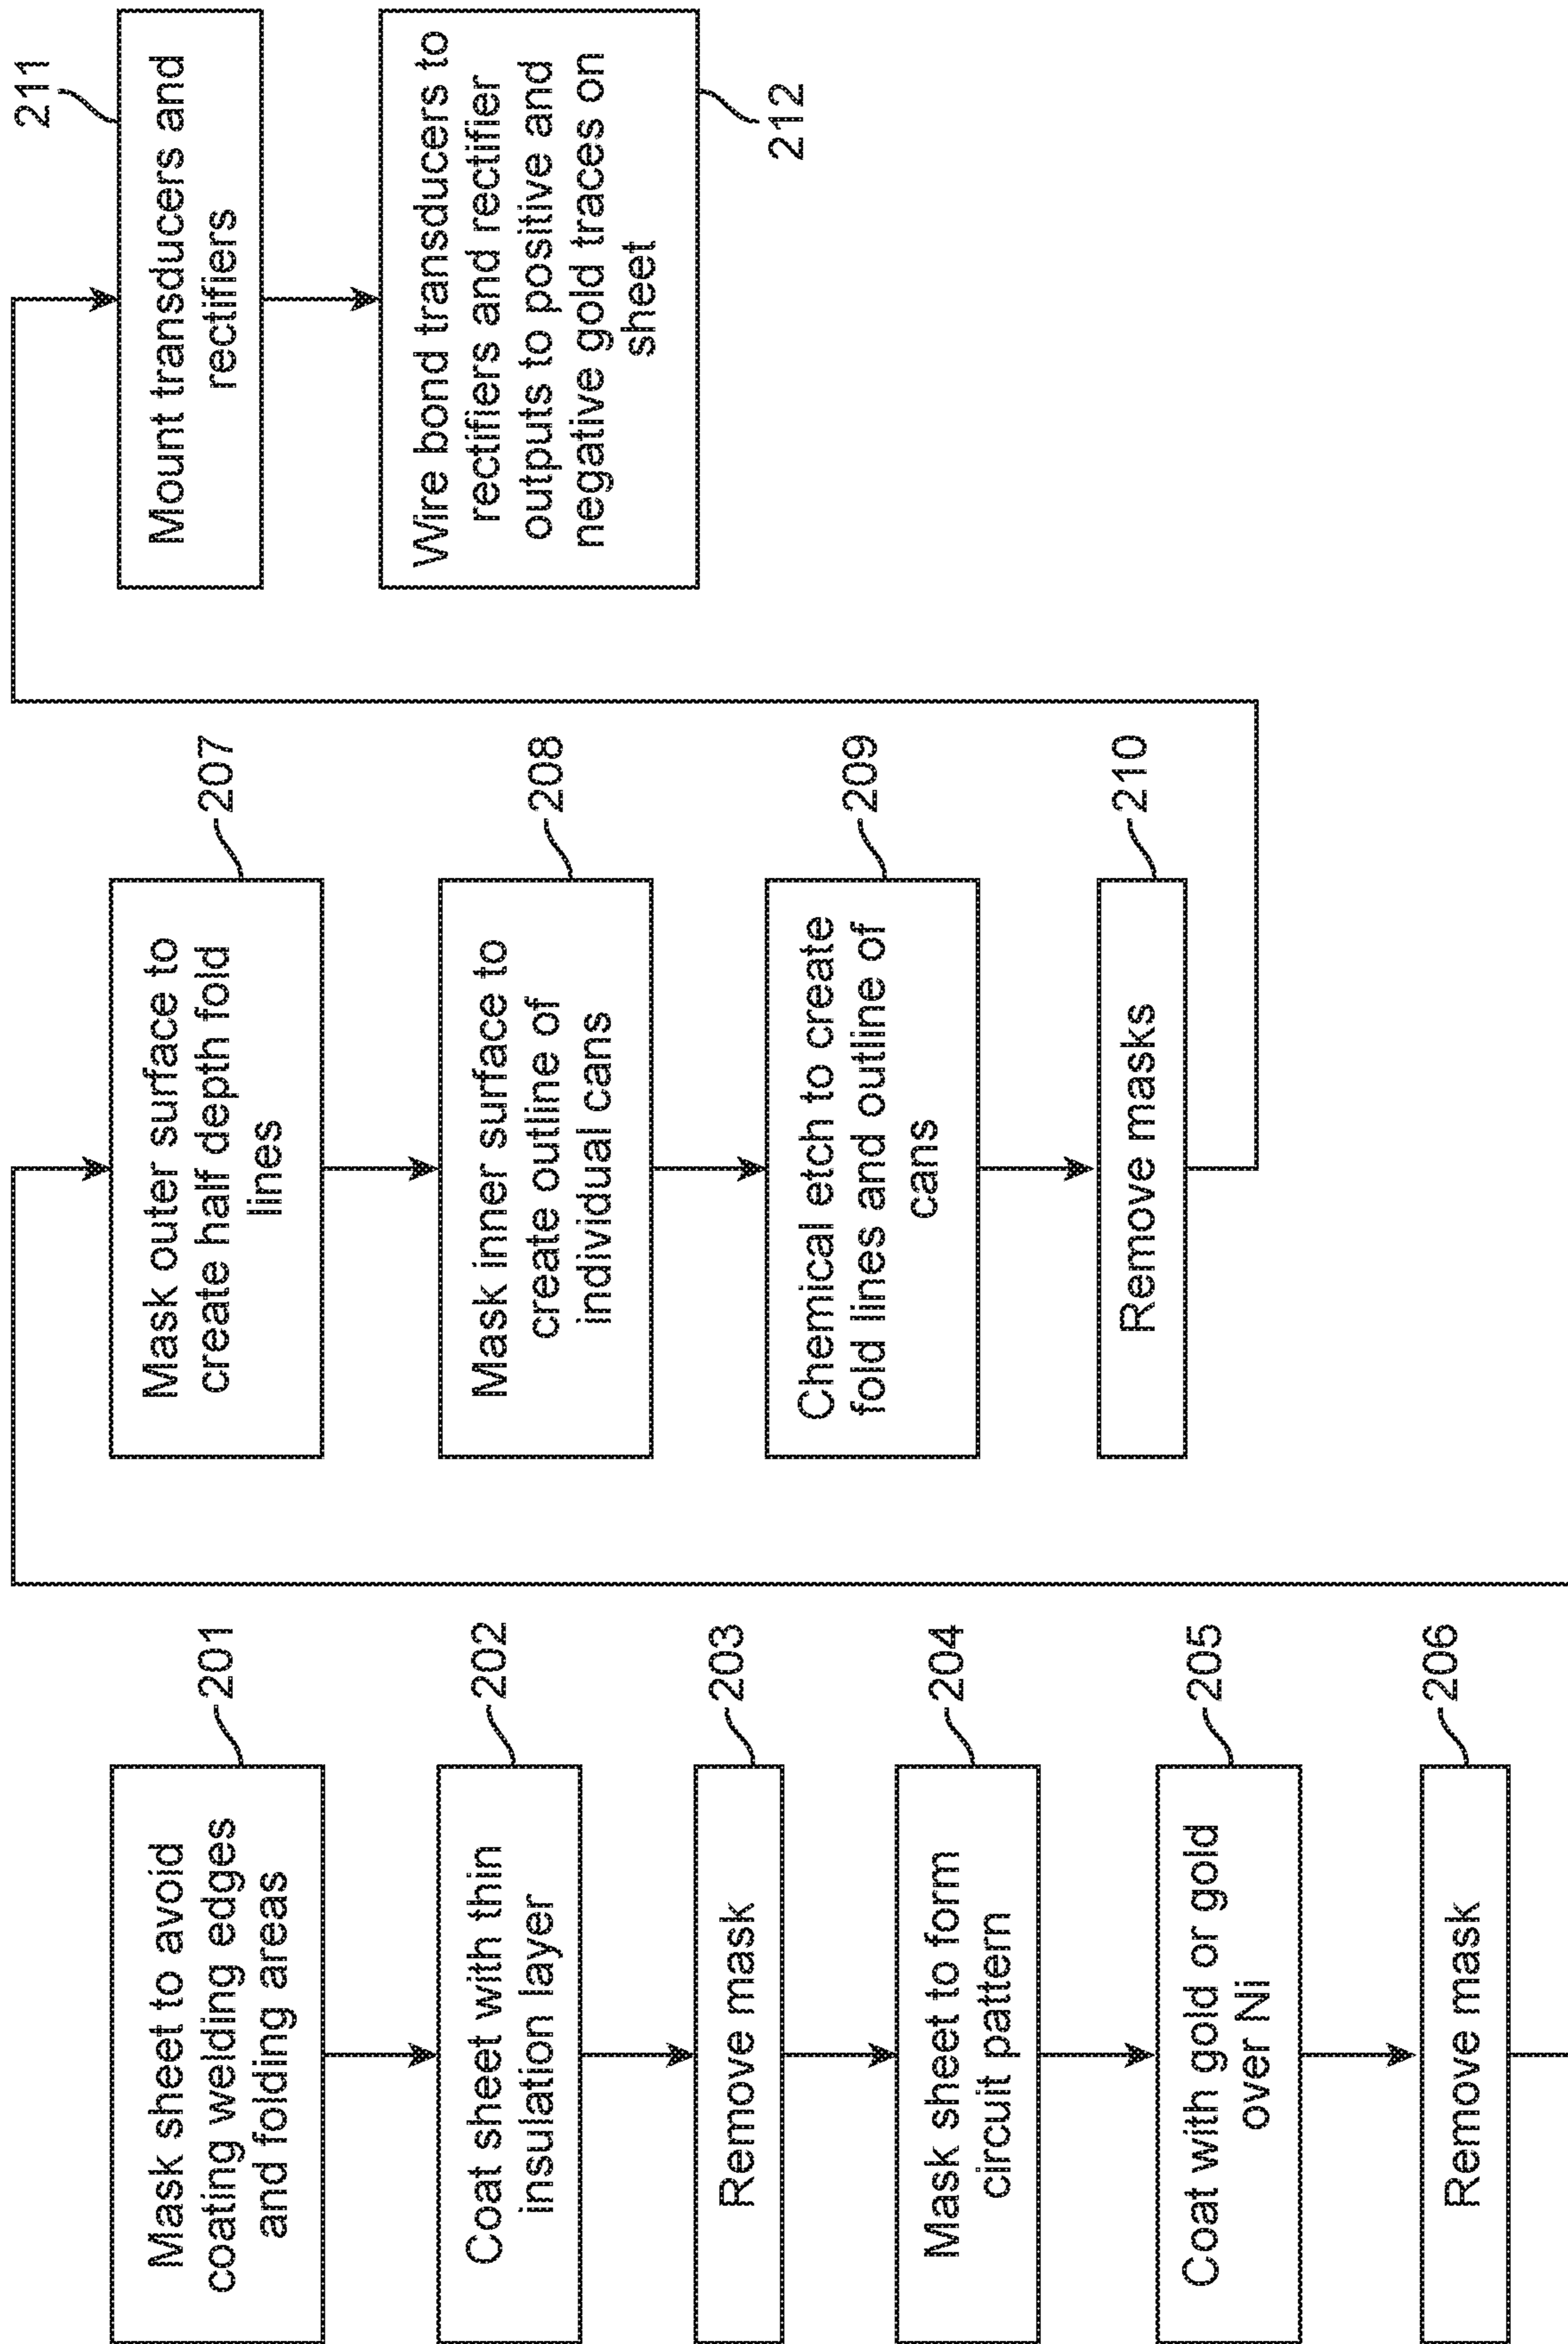 Mask sheet to avoid
coating welding edges
and folding areas
201
Coat sheet with thin
insulation layer
202
Remove mask
203
Mask sheet to form
circuit pattern
204
Coat with gold or gold
over Ni
205
Remove mask
206
Mask outer surface to
create half depth fold
lines
207
Mask inner surface to
create outline of
individual cans
208
Chemical etch to create
fold lines and outline of
cans
209
Remove masks
210
211
Mount transducers and
rectifiers
Wire bond transducers to
rectifiers and rectifier
outputs to positive and
negative gold traces on
sheet
212